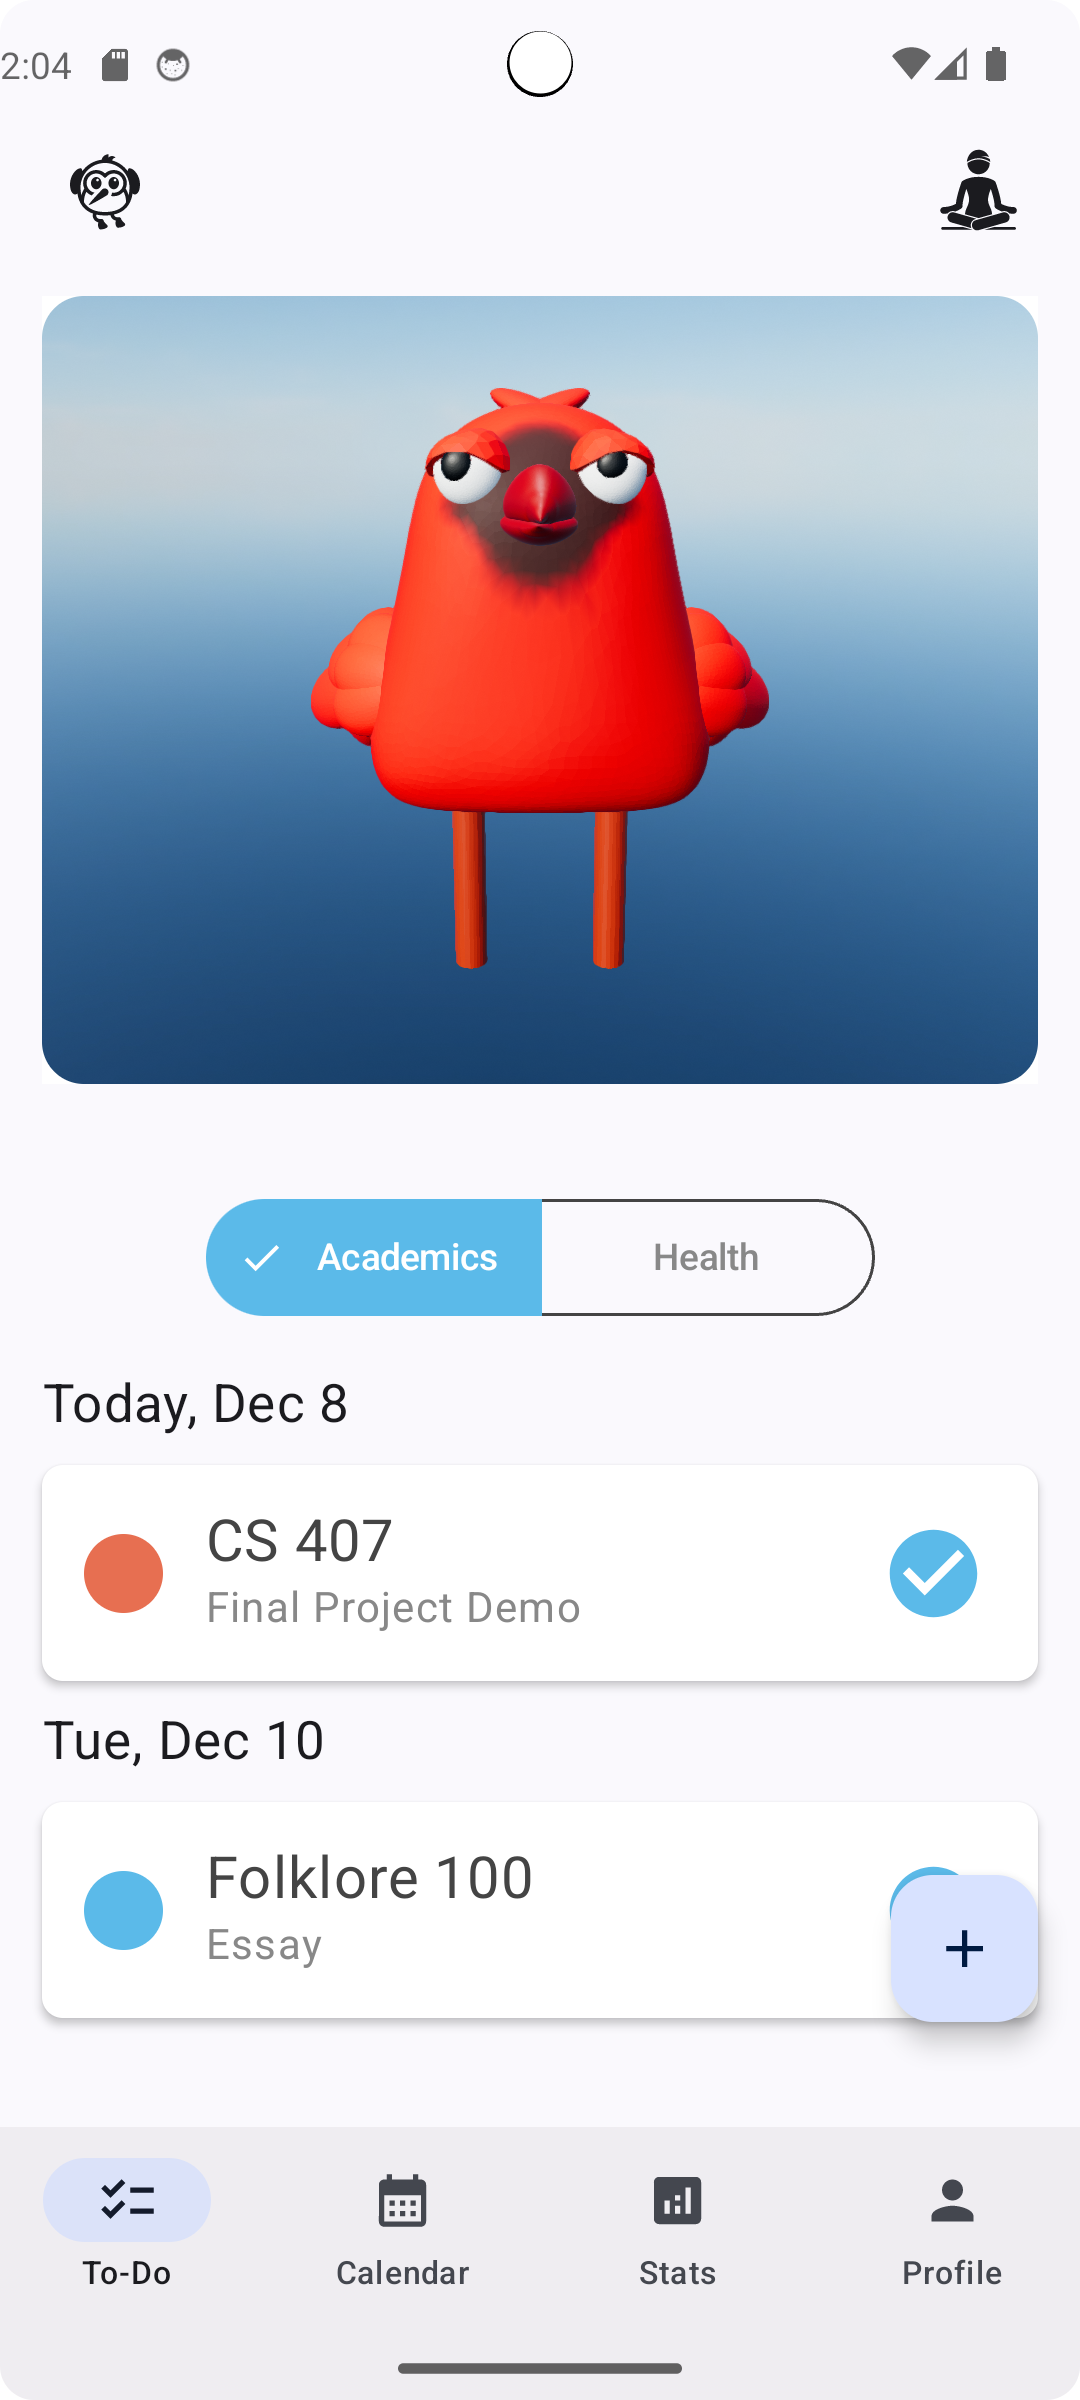 2:04
Academics
Health
Today, Dec 8
CS 407
Final Project Demo
Tue, Dec 10
Folklore 100
Essay
+
To-Do
Calendar
Stats
Profile